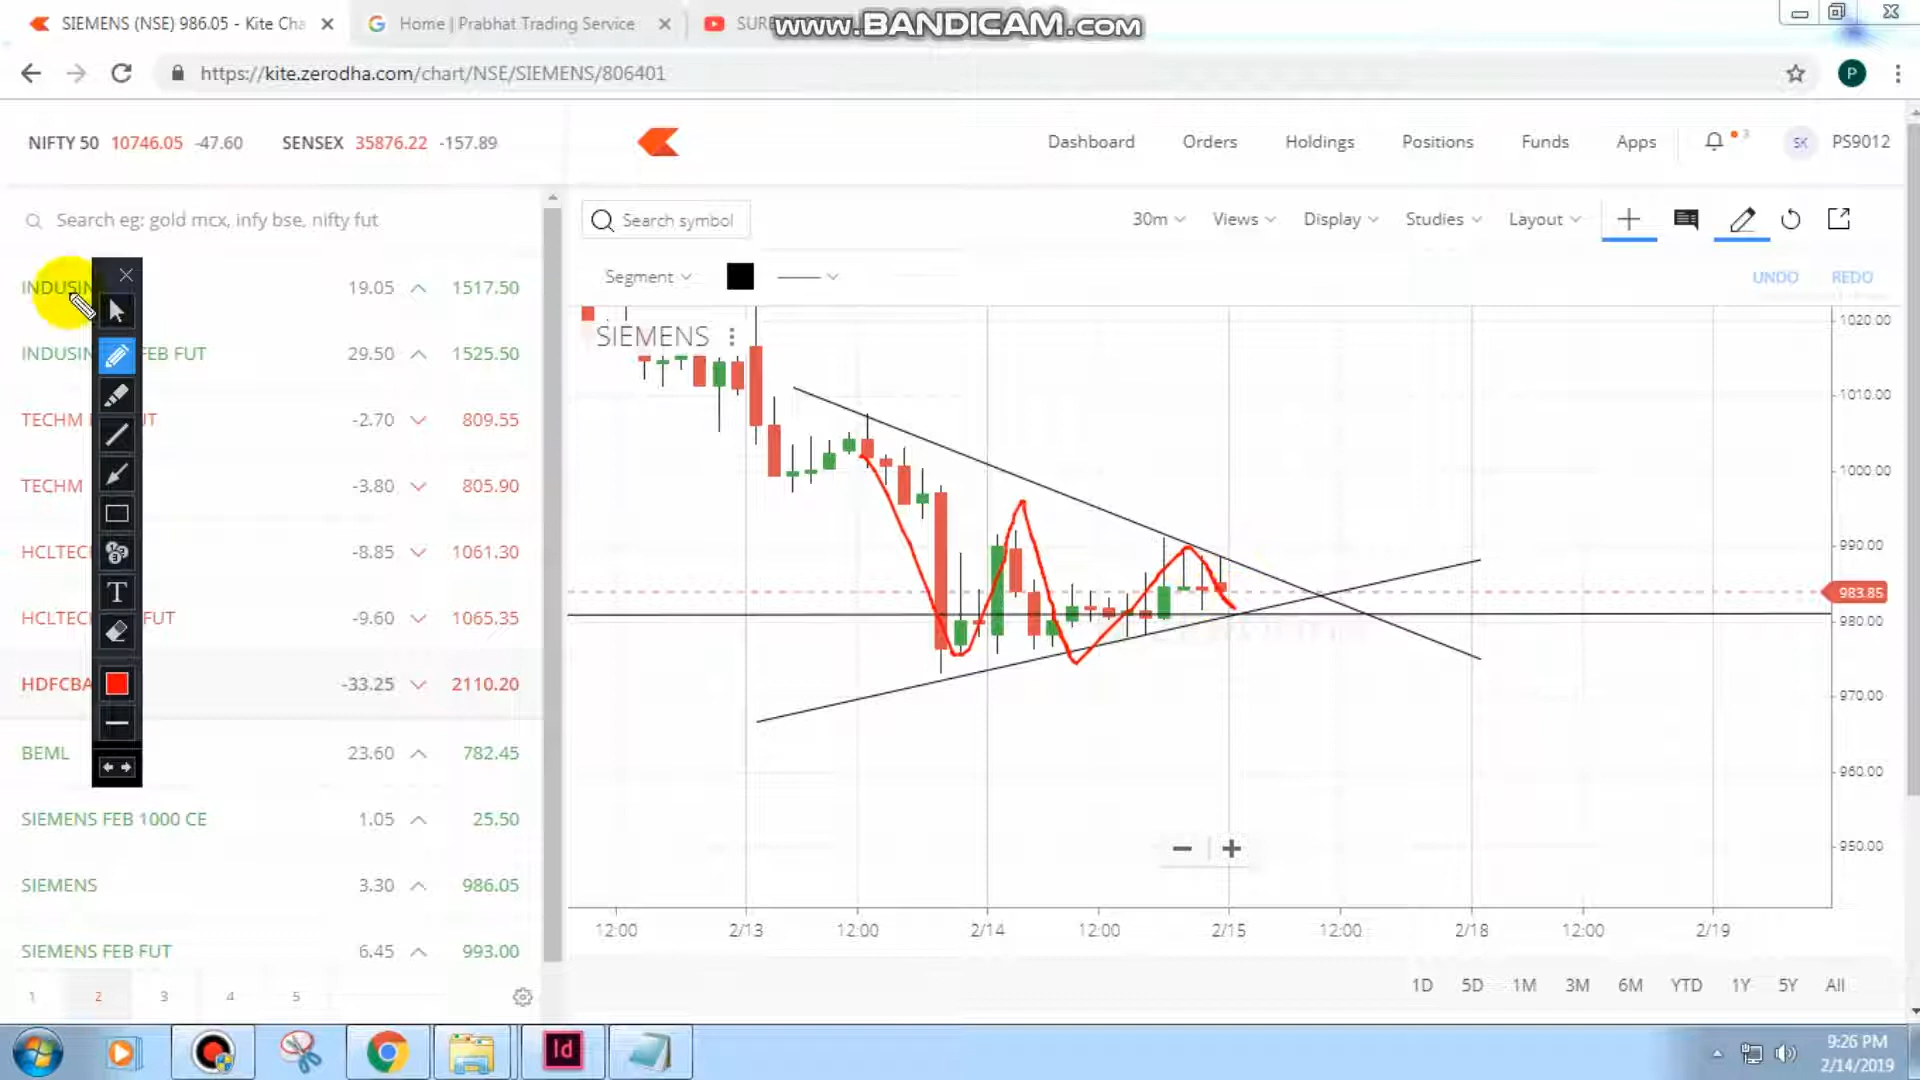 SIEMENS (NSE) 986.05 - Kite Cha
Home | Prabhat Trading Service
www.BANDICAM.com
https://kite.zerodha.com/chart/NSE/SIEMENS/806401
P
NIFTY 50 10746.05 -47.60 SENSEX 35876.22 -157.89
Dashboard Orders Holdings Positions Funds Apps 3 SK PS9012
Search eg: gold mcx, infy bse, nifty fut
Search symbol 30m Views Display Studies Layout
Segment UNDO REDO
INDUSIN 19.05 1517.50
INDUSIN FEB FUT 29.50 1525.50
TECHM UT -2.70 809.55
TECHM -3.80 805.90
HCLTEC -8.85 1061.30
HCLTEC FUT -9.60 1065.35
HDFCBA -33.25 2110.20
BEML 23.60 782.45
SIEMENS FEB 1000 CE 1.05 25.50
SIEMENS 3.30 986.05
SIEMENS FEB FUT 6.45 993.00
1 2 3 4 5
T
SIEMENS
1020.00
1010.00
1000.00
990.00
983.85
980.00
970.00
960.00
950.00
12:00 2/13 12:00 2/14 12:00 2/15 12:00 2/18 12:00 2/19
1D 5D 1M 3M 6M YTD 1Y 5Y All
Id
9:26 PM
2/14/2019